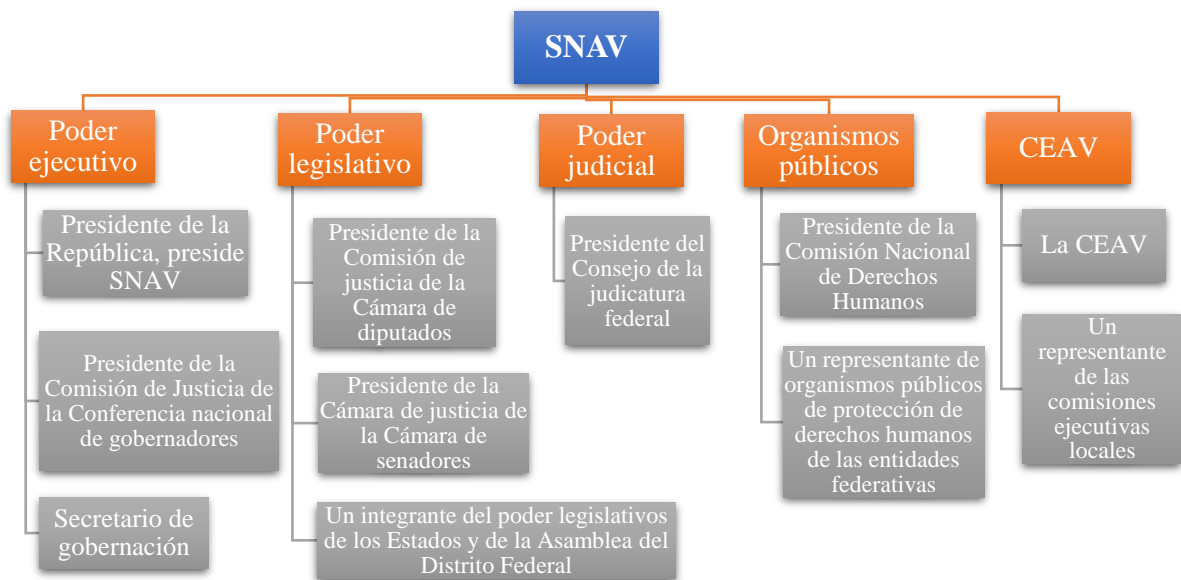 SNAV
Poder
ejecutivo
Presidente de la
República, preside
SNAV
Presidente de la
Comisión de Justicia de
la Conferencia nacional
de gobernadores
Secretario de
gobernación
Poder
legislativo
Presidente de la
Comisión de
justicia de la
Cámara de
diputados
Presidente de la
Cámara de justicia de
la Cámara de
senadores
Un integrante del poder legislativos
de los Estados y de la Asamblea del
Distrito Federal
Poder
judicial
Presidente del
Consejo de la
judicatura
federal
Organismos
públicos
Presidente de la
Comisión Nacional
de Derechos
Humanos
Un representante de
organismos públicos
de protección de
derechos humanos
de las entidades
federativas
CEAV
La CEAV
Un
representante
de las
comisiones
ejecutivas
locales